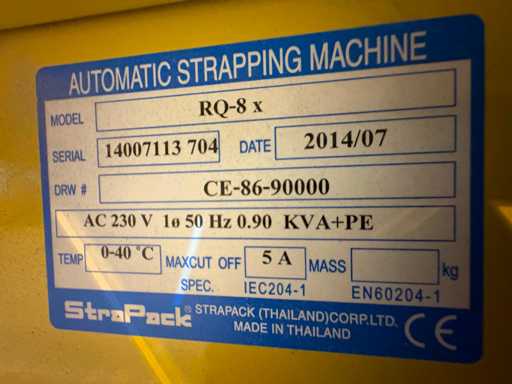 AUTOMATIC STRAPPING MACHINE
MODEL RQ-8 x
SERIAL 14007113 704 DATE 2014/07
DRW # CE-86-90000
AC 230 V 1ø 50 Hz 0.90 KVA+PE
TEMP 0-40 °C MAXCUT OFF 5 A MASS kg
SPEC. IEC204-1 EN60204-1
StraPack® STRAPACK (THAILAND)CORP.LTD.
MADE IN THAILAND CE